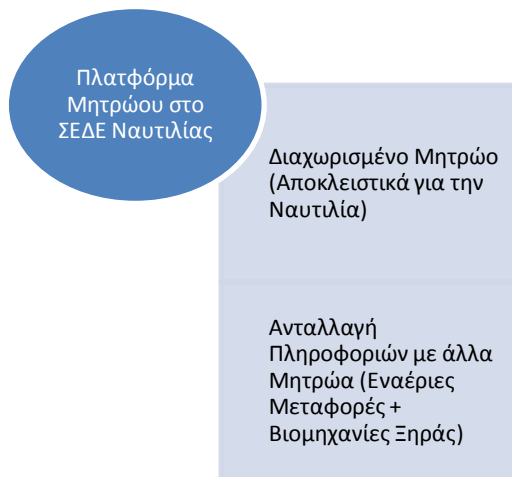 Πλατφόρμα
Μητρώου στο
ΣΕΔΕ Ναυτιλίας
Διαχωρισμένο Μητρώο
(Αποκλειστικά για την
Ναυτιλία)
Ανταλλαγή
Πληροφοριών με άλλα
Μητρώα (Εναέριες
Μεταφορές +
Βιομηχανίες Ξηράς)